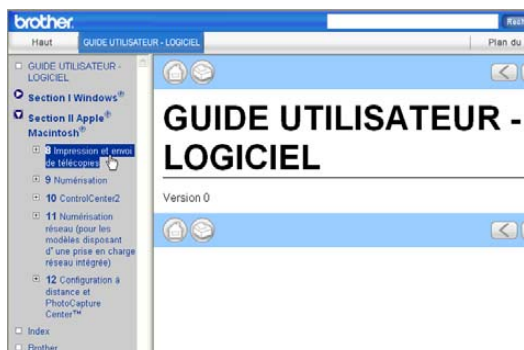 brother.
Rech
Haut
GUIDE UTILISATEUR - LOGICIEL
Plan du
GUIDE UTILISATEUR -
LOGICIEL
Section I Windows®
Section II Apple®
Macintosh®
8 Impression et envoi
de télécopies
9 Numérisation
10 ControlCenter2
11 Numérisation
réseau (pour les
modèles disposant
d'une prise en charge
réseau intégrée)
12 Configuration à
distance et
PhotoCapture
Center™
Index
Brother
GUIDE UTILISATEUR -
LOGICIEL
Version 0